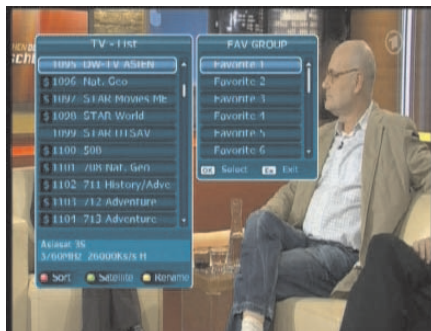 TV - List
1095 DW-TV ASIEN
$ 1096 Nat. Geo
$ 1097 STAR Movies ME
$ 1098 STAR World
1099 STAR UTSAV
$ 1100 508
$ 1101 708 Nat. Geo
$ 1102 711 History/Adve
$ 1103 712 Adventure
$ 1104 713 Adventure
Asiasat 3S
3760MHz 26000Ks/s H
Sort Satellite Rename
FAV GROUP
Favorite 1
Favorite 2
Favorite 3
Favorite 4
Favorite 5
Favorite 6
OK Select Ex Exit